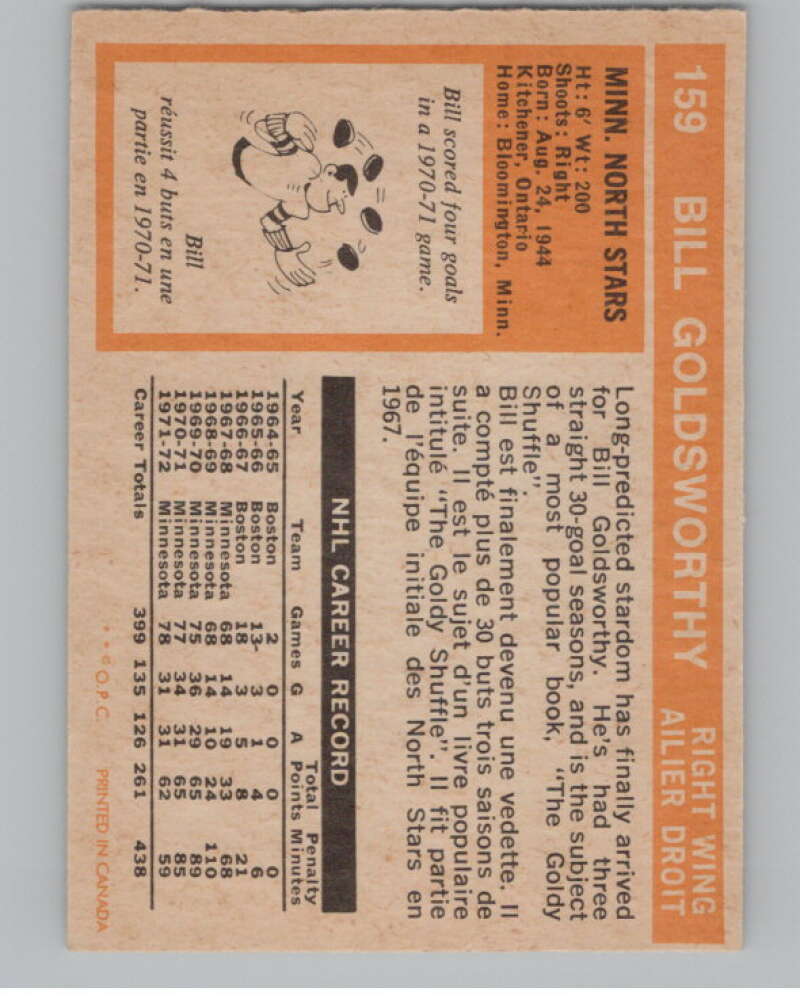 159 BILL GOLDSWORTHY RIGHT WING
AILIER DROIT
MINN. NORTH STARS
Ht: 6' Wt: 200
Shoots: Right
Born: Aug. 24, 1944
Kitchener, Ontario
Home: Bloomington, Minn.
Bill scored four goals
in a 1970-71 game.
Bill
réussit 4 buts en une
partie en 1970-71.
Long-predicted stardom has finally arrived
for Bill Goldsworthy. He's had three
straight 30-goal seasons, and is the subject
of a most popular book, "The Goldy
Shuffle".
Bill est finalement devenu une vedette. Il
a compté plus de 30 buts trois saisons de
suite. Il est le sujet d'un livre populaire
intitulé "The Goldy Shuffle". Il fit partie
de l'équipe initiale des North Stars en
1967.
NHL CAREER RECORD
Total Penalty
Year Team Games G A Points Minutes
1964-65 Boston 2 0 0 0 0
1965-66 Boston 13- 3 1 4 6
1966-67 Boston 18 3 5 8 21
1967-68 Minnesota 68 14 19 33 68
1968-69 Minnesota 68 14 10 24 110
1969-70 Minnesota 75 36 29 65 89
1970-71 Minnesota 77 34 31 65 85
1971-72 Minnesota 78 31 31 62 59
Career Totals 399 135 126 261 438
* * © O.P.C. PRINTED IN CANADA